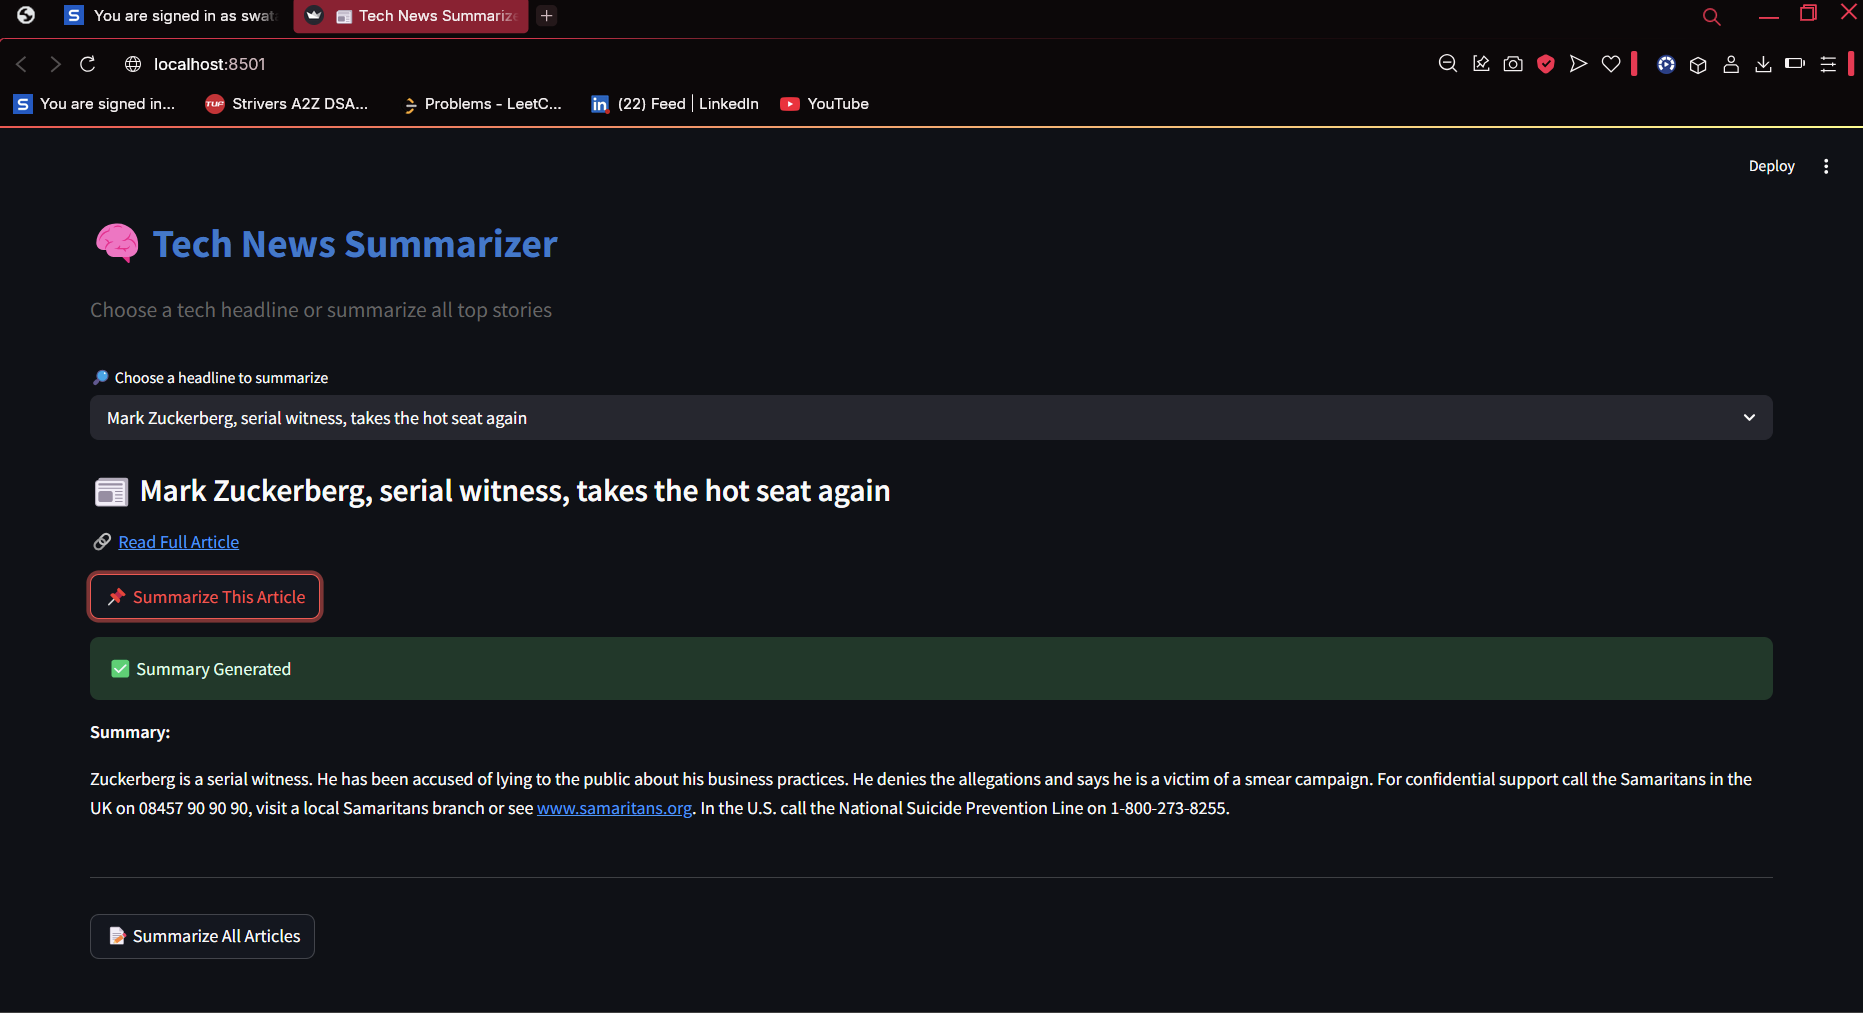 You are signed in as swat
Tech News Summarize
localhost:8501
You are signed in...
TUF
Strivers A2Z DSA...
Problems - LeetC...
(22) Feed | LinkedIn
YouTube
Deploy
Tech News Summarizer
Choose a tech headline or summarize all top stories
Choose a headline to summarize
Mark Zuckerberg, serial witness, takes the hot seat again
Mark Zuckerberg, serial witness, takes the hot seat again
Read Full Article
Summarize This Article
Summary Generated
Summary:
Zuckerberg is a serial witness. He has been accused of lying to the public about his business practices. He denies the allegations and says he is a victim of a smear campaign. For confidential support call the Samaritans in the
UK on 08457 90 90 90, visit a local Samaritans branch or see www.samaritans.org. In the U.S. call the National Suicide Prevention Line on 1-800-273-8255.
Summarize All Articles